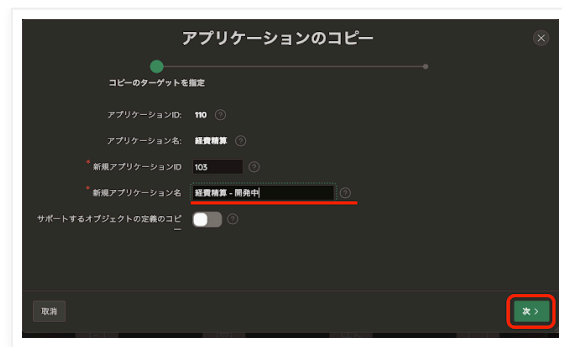 アプリケーションのコピー
コピーのターゲットを指定
アプリケーションID: 110
アプリケーション名: 経費精算
* 新規アプリケーションID 103
* 新規アプリケーション名 経費精算 - 開発中
サポートするオブジェクトの定義のコピ
ー
取消
次 >